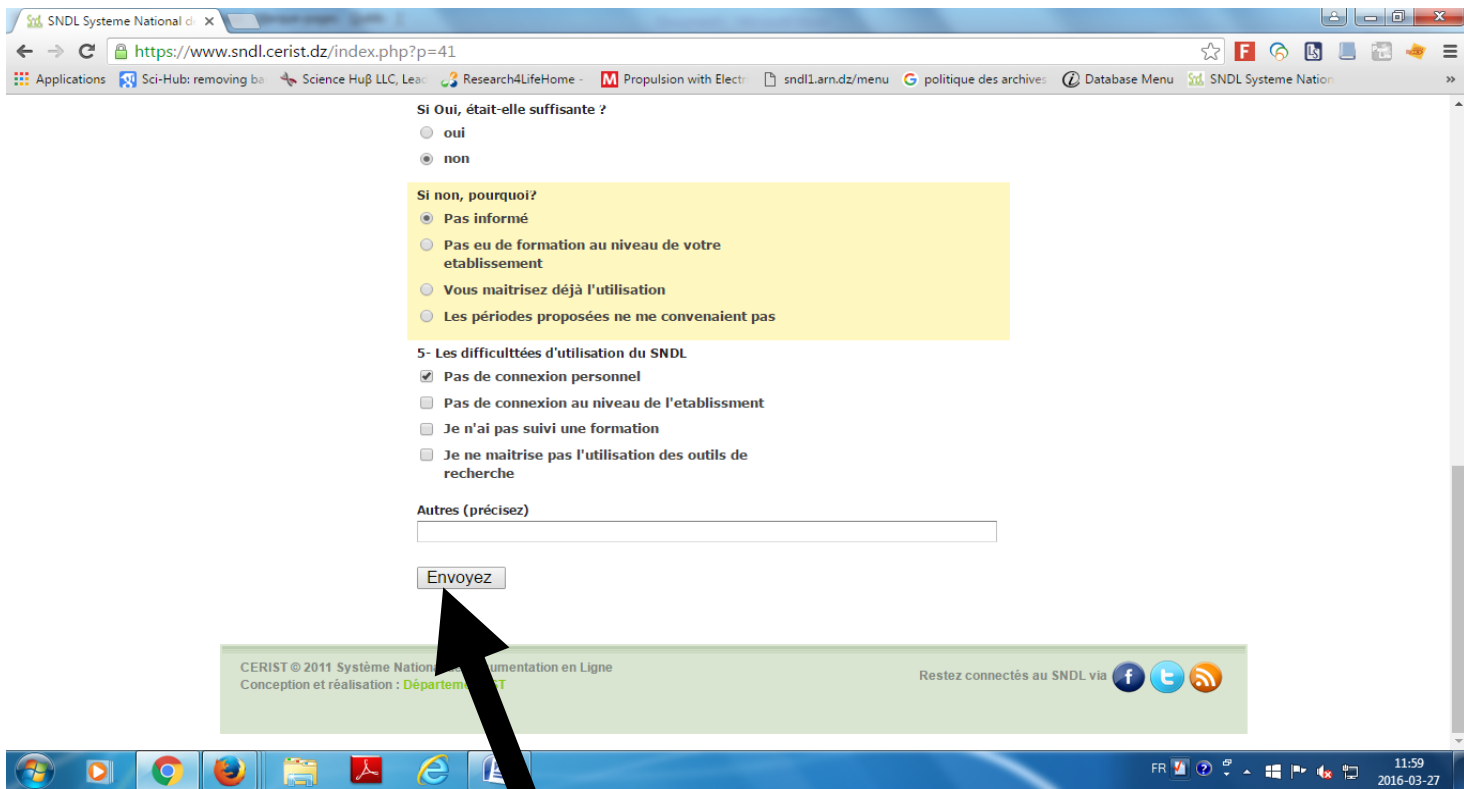 SNDL Systeme National d
https://www.sndl.cerist.dz/index.php?p=41
Applications Sci-Hub: removing ba Science Huβ LLC, Leac Research4LifeHome - Propulsion with Electr sndl1.arn.dz/menu politique des archives Database Menu SNDL Systeme Nation »
Si Oui, était-elle suffisante ?
oui
non
Si non, pourquoi?
Pas informé
Pas eu de formation au niveau de votre
etablissement
Vous maitrisez déjà l'utilisation
Les périodes proposées ne me convenaient pas
5- Les difficulttées d'utilisation du SNDL
Pas de connexion personnel
Pas de connexion au niveau de l'etablissment
Je n'ai pas suivi une formation
Je ne maitrise pas l'utilisation des outils de
recherche
Autres (précisez)
Envoyez
CERIST © 2011 Système Nation umentation en Ligne
Conception et réalisation : Départeme ST
Restez connectés au SNDL via
FR 11:59
2016-03-27